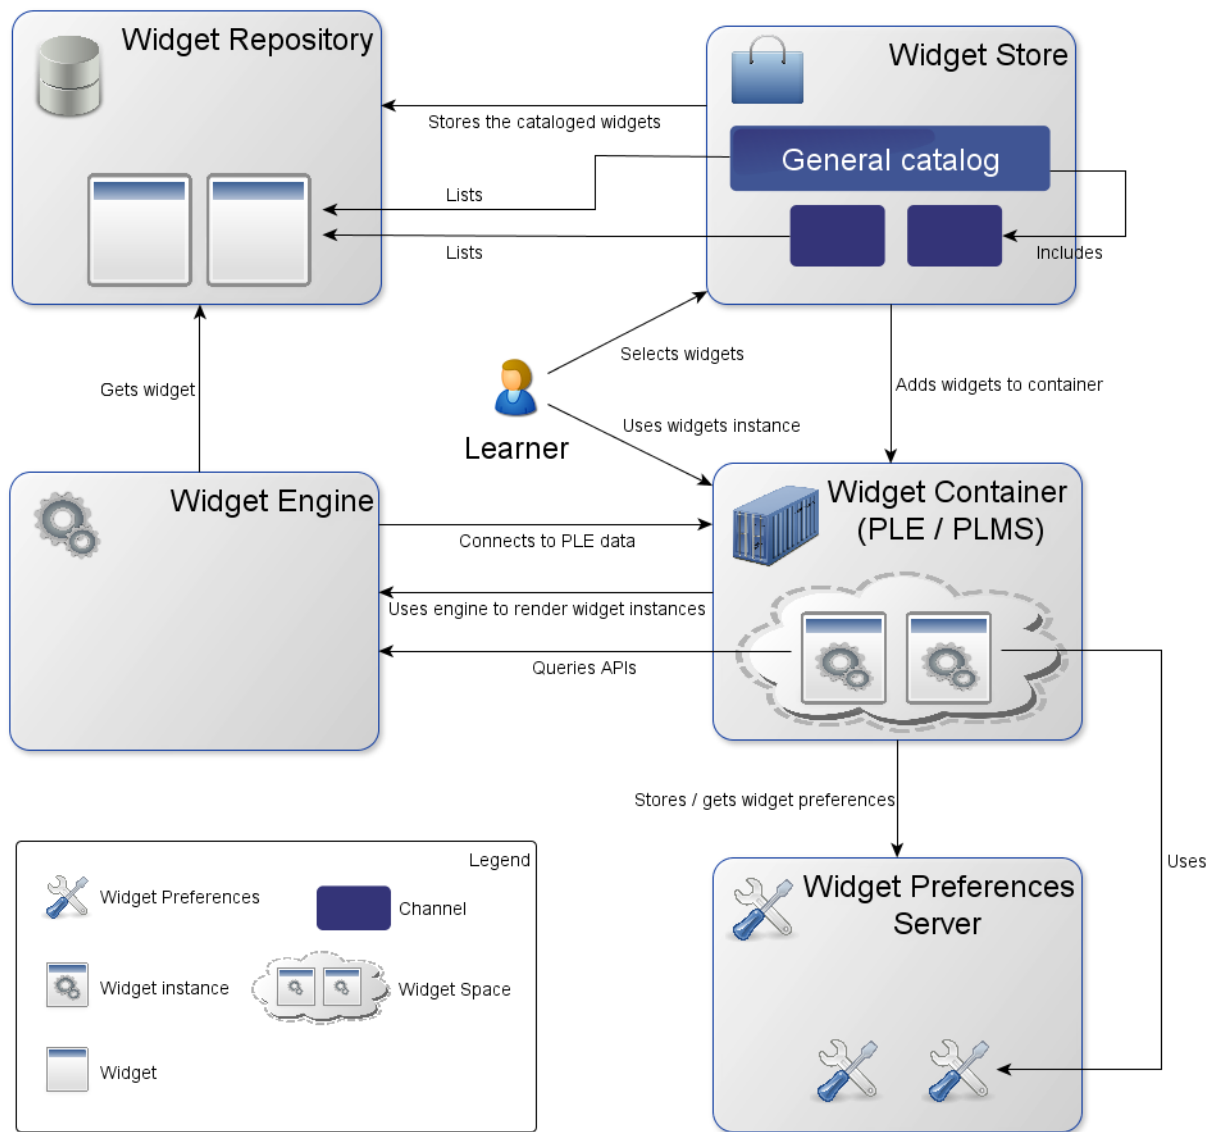 Widget Repository
Widget Store
Stores the cataloged widgets
General catalog
Lists
Lists
Includes
Selects widgets
Gets widget
Adds widgets to container
Uses widgets instance
Learner
Widget Engine
Widget Container
(PLE / PLMS)
Connects to PLE data
Uses engine to render widget instances
Queries APIs
Stores / gets widget preferences
Uses
Legend
Widget Preferences
Channel
Widget instance
Widget Space
Widget
Widget Preferences
Server